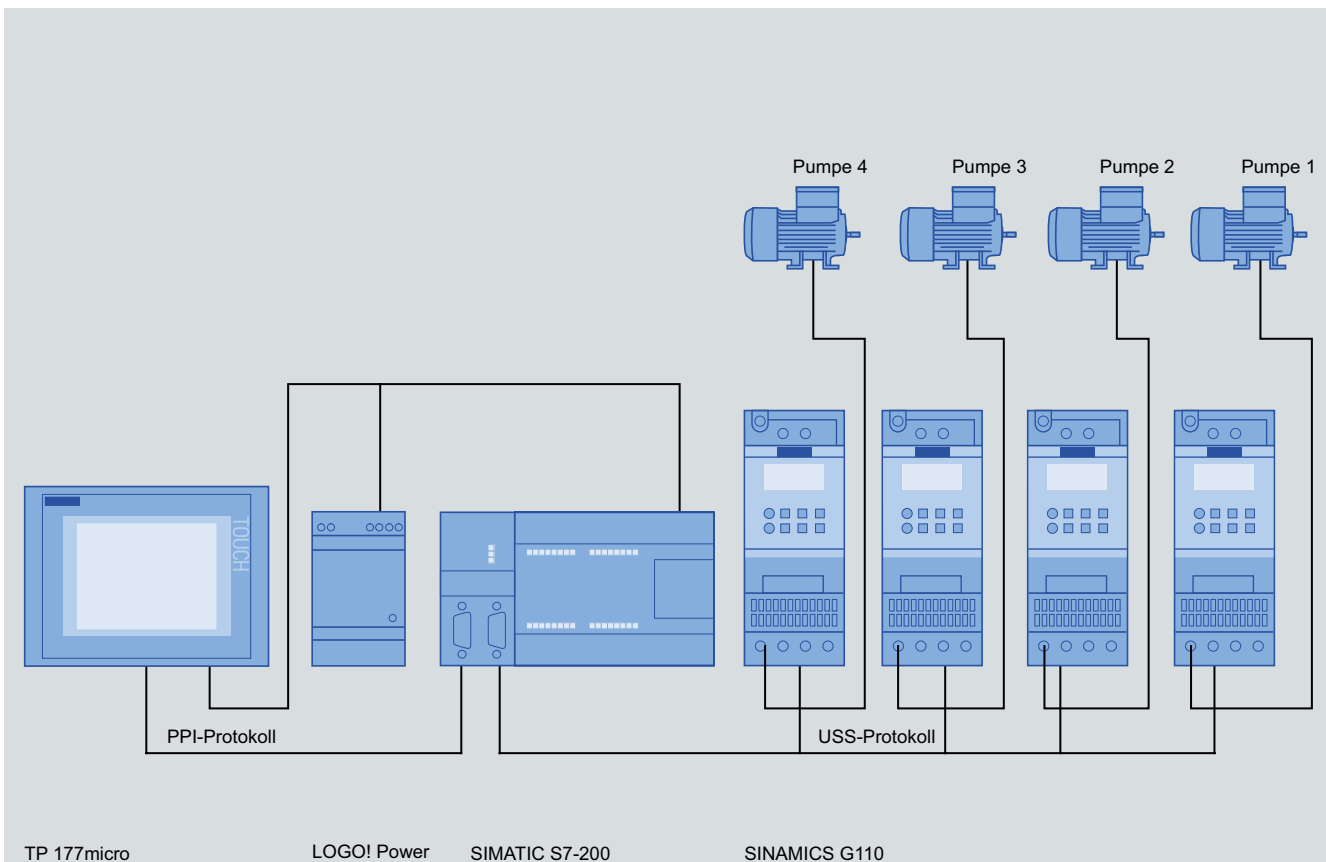 Pumpe 4
Pumpe 3
Pumpe 2
Pumpe 1
TOUCH
PPI-Protokoll
USS-Protokoll
TP 177micro
LOGO! Power
SIMATIC S7-200
SINAMICS G110